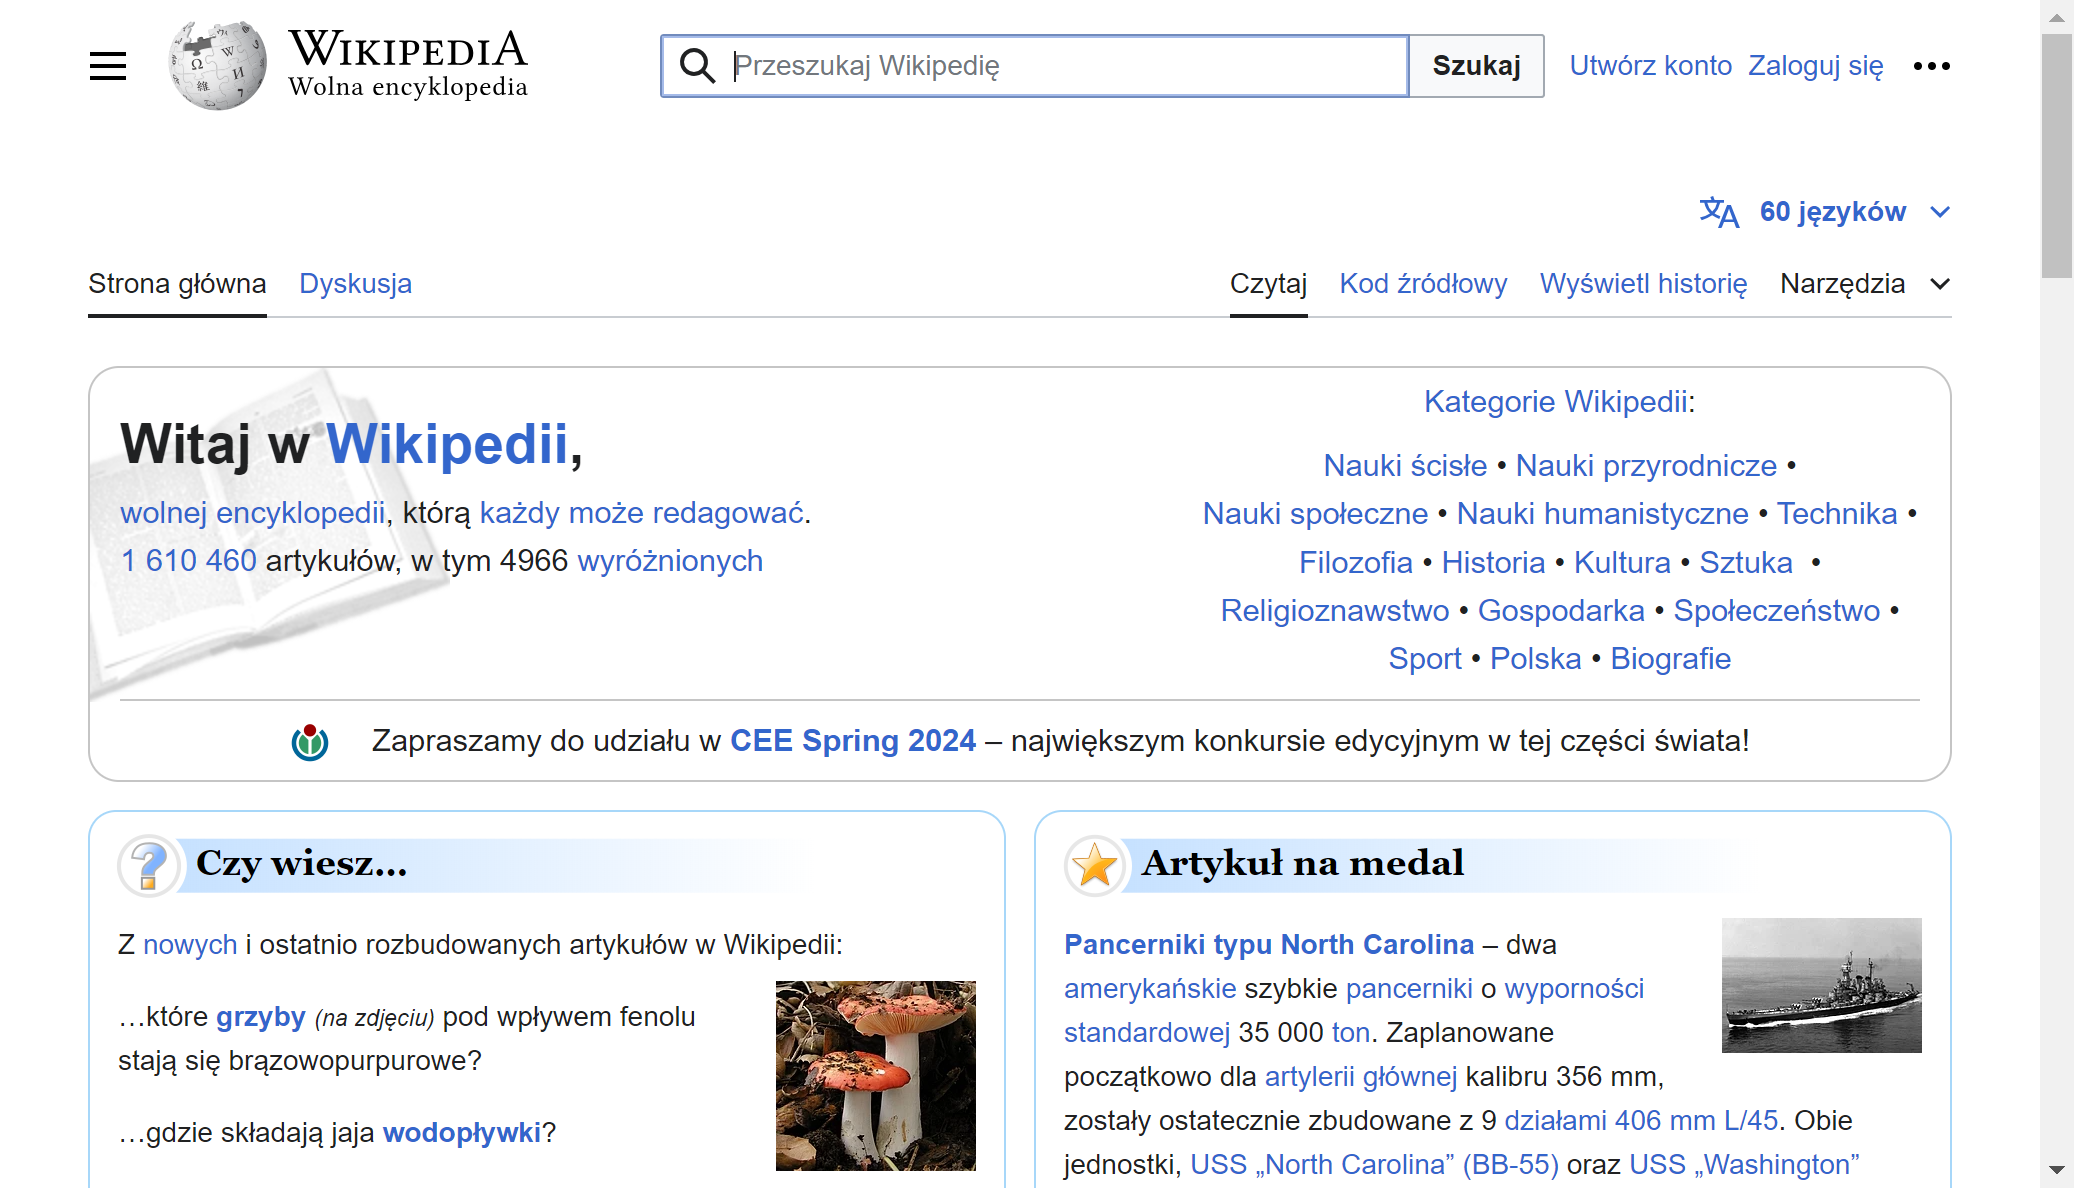 WIKIPEDIA
Wolna encyklopedia
Przeszukaj Wikipedię
Szukaj
Utwórz konto
Zaloguj się
60 języków
Strona główna
Dyskusja
Czytaj
Kod źródłowy
Wyświetl historię
Narzędzia
Witaj w Wikipedii,
wolnej encyklopedii, którą każdy może redagować.
1 610 460 artykułów, w tym 4966 wyróżnionych
Kategorie Wikipedii:
Nauki ścisłe • Nauki przyrodnicze •
Nauki społeczne • Nauki humanistyczne • Technika •
Filozofia • Historia • Kultura • Sztuka •
Religioznawstwo • Gospodarka • Społeczeństwo •
Sport • Polska • Biografie
Zapraszamy do udziału w CEE Spring 2024 – największym konkursie edycyjnym w tej części świata!
Czy wiesz…
Z nowych i ostatnio rozbudowanych artykułów w Wikipedii:
…które grzyby (na zdjęciu) pod wpływem fenolu
stają się brązowopurpurowe?
…gdzie składają jaja wodopływki?
Artykuł na medal
Pancerniki typu North Carolina – dwa
amerykańskie szybkie pancerniki o wyporności
standardowej 35 000 ton. Zaplanowane
początkowo dla artylerii głównej kalibru 356 mm,
zostały ostatecznie zbudowane z 9 działami 406 mm L/45. Obie
jednostki, USS „North Carolina” (BB-55) oraz USS „Washington”